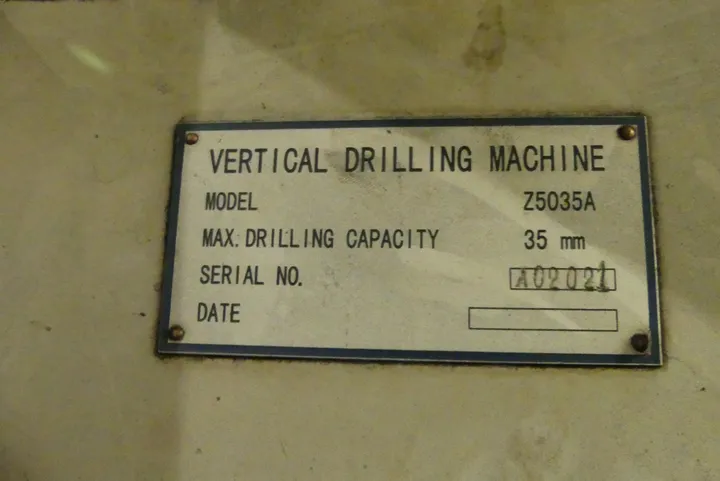 VERTICAL DRILLING MACHINE
MODEL Z5035A
MAX. DRILLING CAPACITY 35 mm
SERIAL NO. A02021
DATE